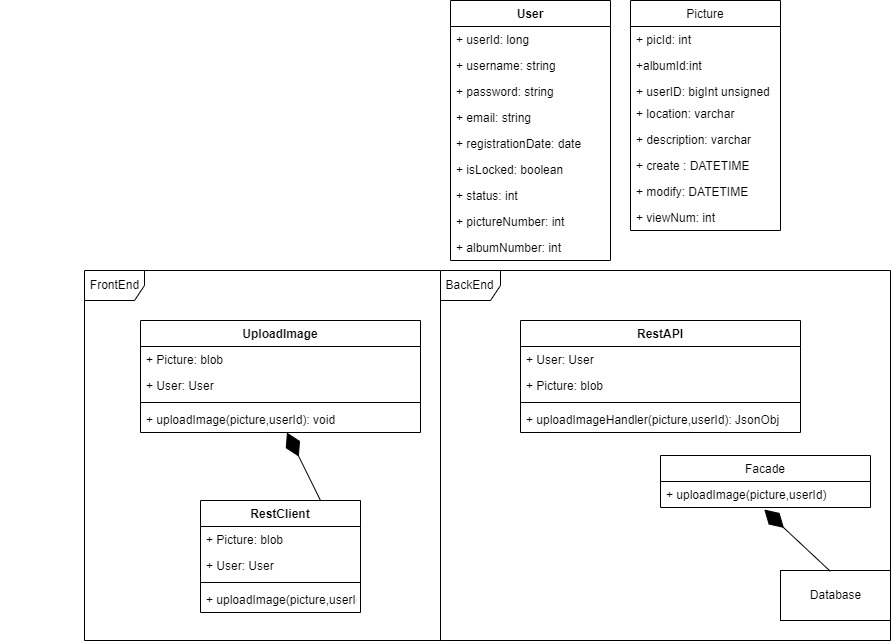 User
+ userId: long
+ username: string
+ password: string
+ email: string
+ registrationDate: date
+ isLocked: boolean
+ status: int
+ pictureNumber: int
+ albumNumber: int
Picture
+ picId: int
+albumId:int
+ userID: bigInt unsigned
+ location: varchar
+ description: varchar
+ create : DATETIME
+ modify: DATETIME
+ viewNum: int
FrontEnd
UploadImage
+ Picture: blob
+ User: User
+ uploadImage(picture,userId): void
RestClient
+ Picture: blob
+ User: User
+ uploadImage(picture,userI
BackEnd
RestAPI
+ User: User
+ Picture: blob
+ uploadImageHandler(picture,userId): JsonObj
Facade
+ uploadImage(picture,userId)
Database